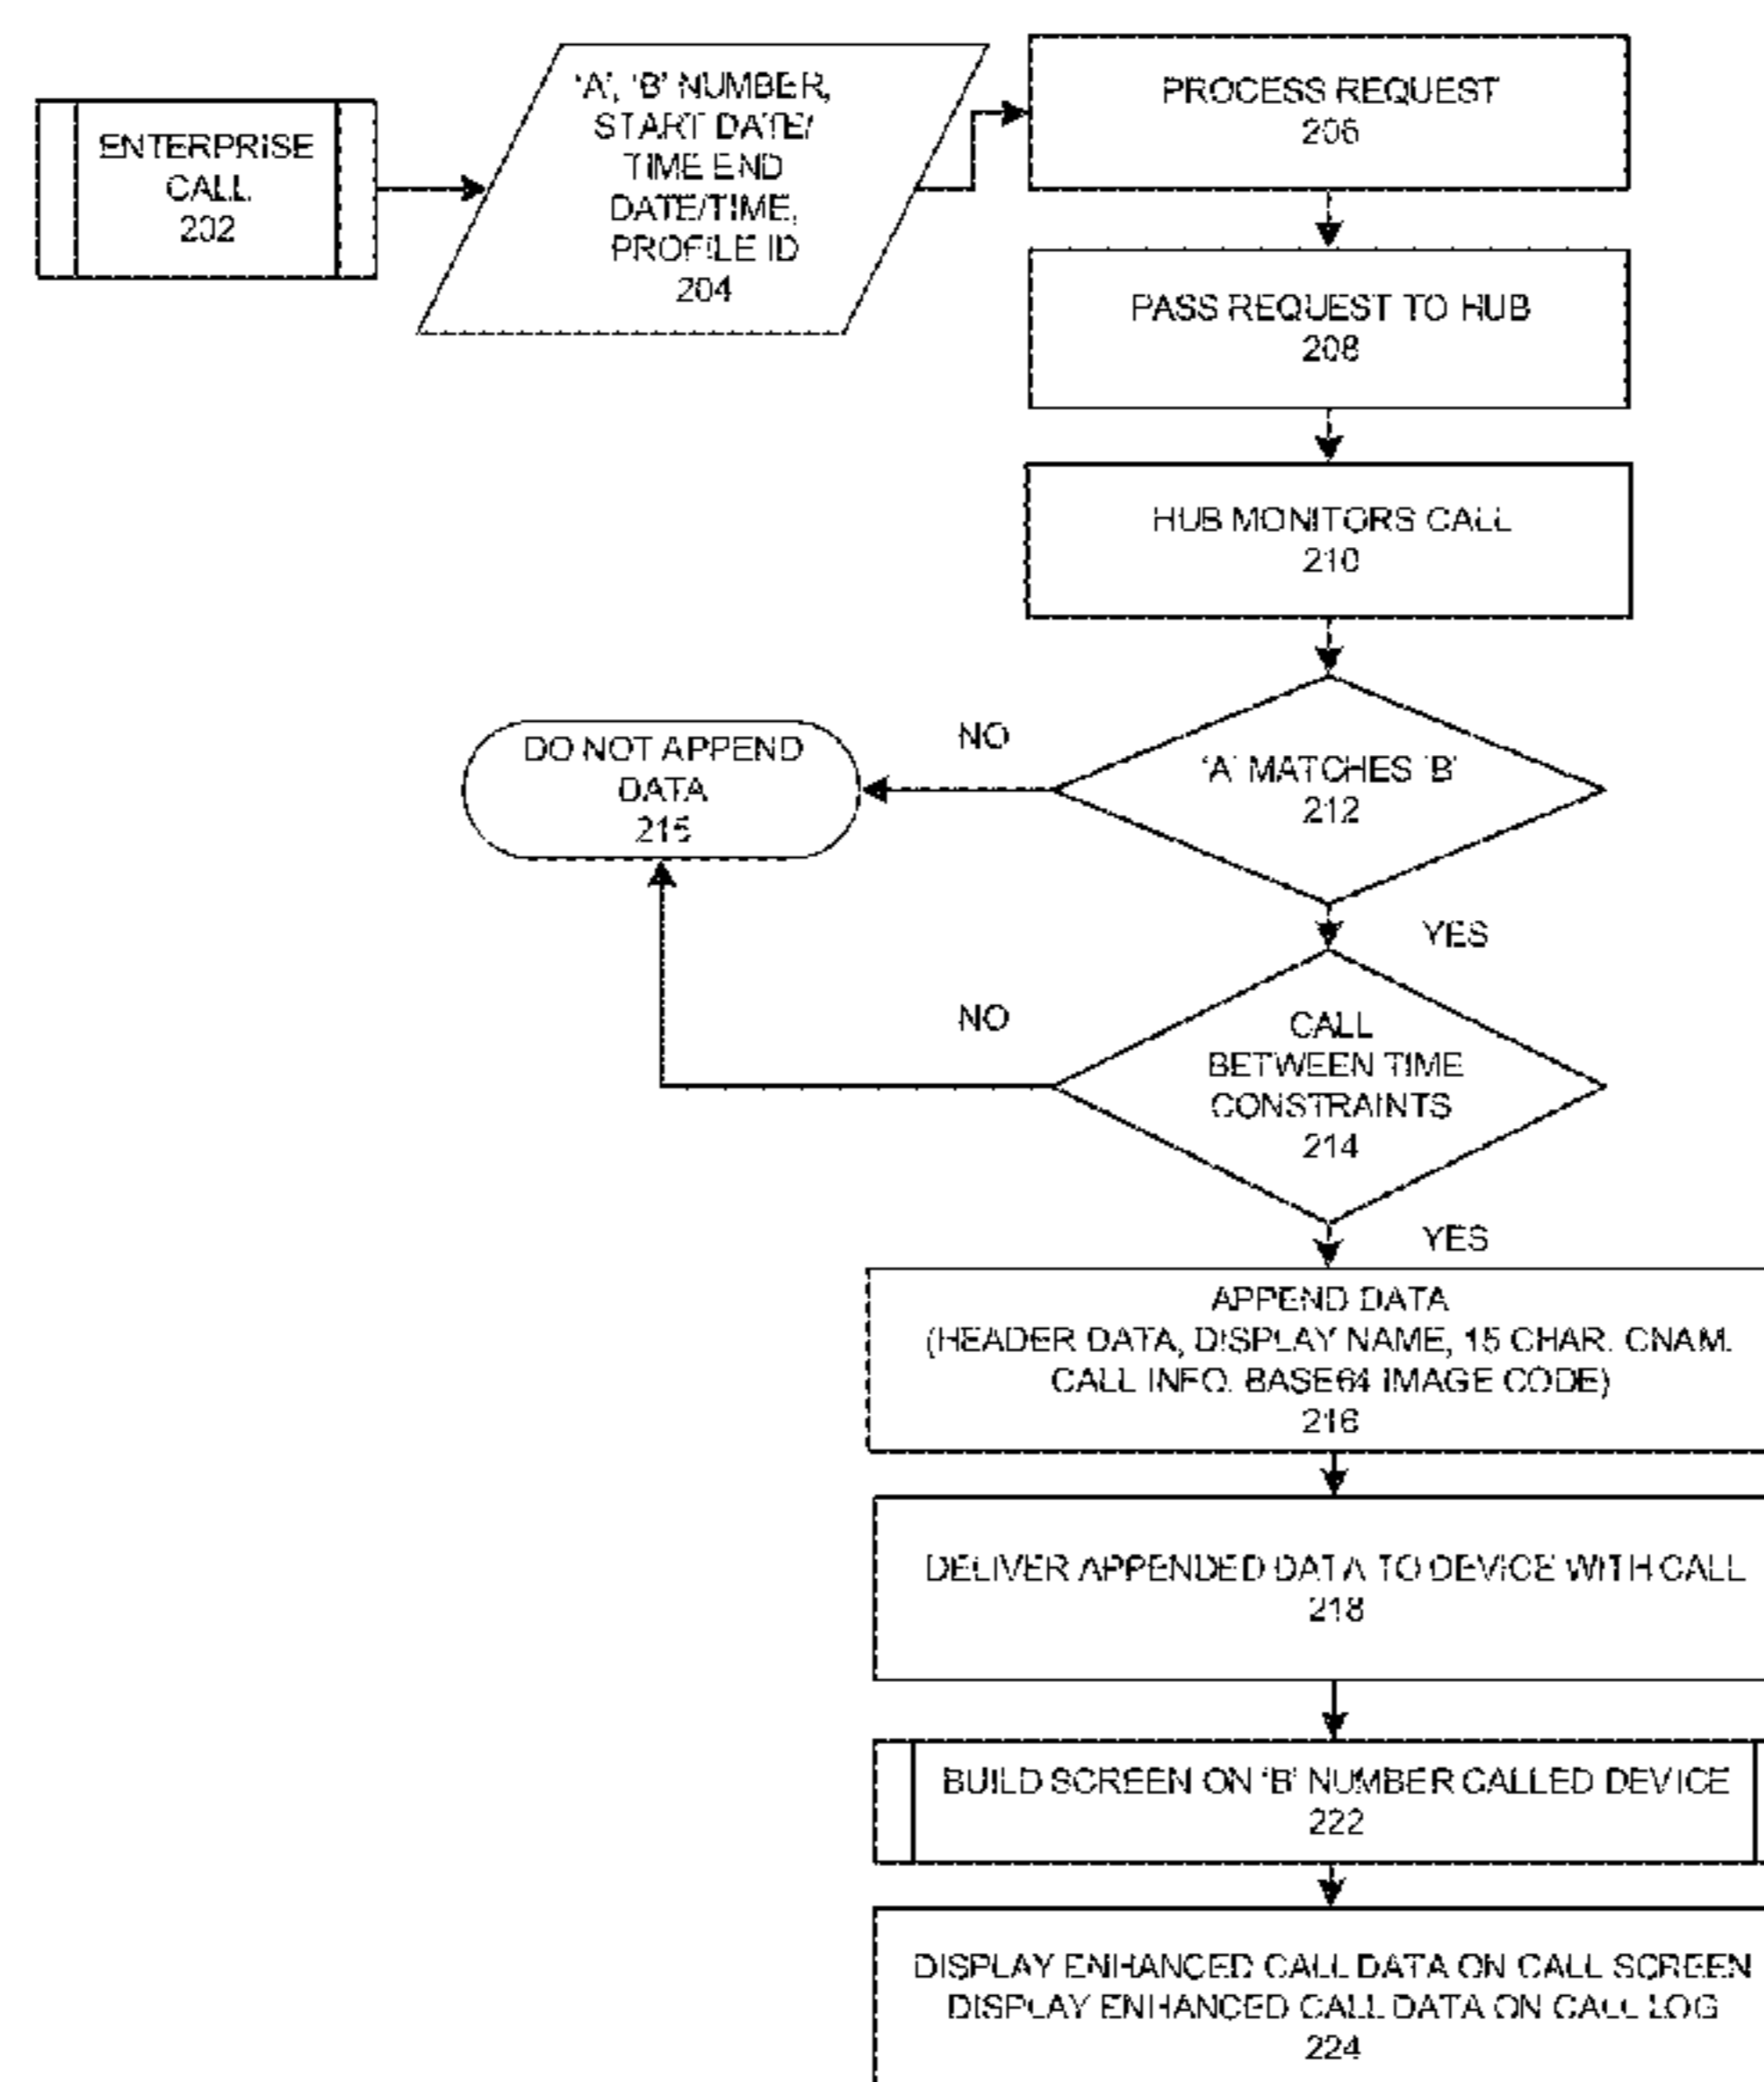 ENTERPRISE
CALL
202
'A', 'B' NUMBER,
START DATE/
TIME END
DATE/TIME,
PROFILE ID
204
PROCESS REQUEST
206
PASS REQUEST TO HUB
208
HUB MONITORS CALL
210
'A' MATCHES 'B'
212
NO
DO NOT APPEND
DATA
215
YES
CALL
BETWEEN TIME
CONSTRAINTS
214
NO
YES
APPEND DATA
(HEADER DATA, DISPLAY NAME, 15 CHAR. CNAM.
CALL INFO. BASE64 IMAGE CODE)
216
DELIVER APPENDED DATA TO DEVICE WITH CALL
218
BUILD SCREEN ON 'B' NUMBER CALLED DEVICE
222
DISPLAY ENHANCED CALL DATA ON CALL SCREEN
DISPLAY ENHANCED CALL DATA ON CALL LOG
224